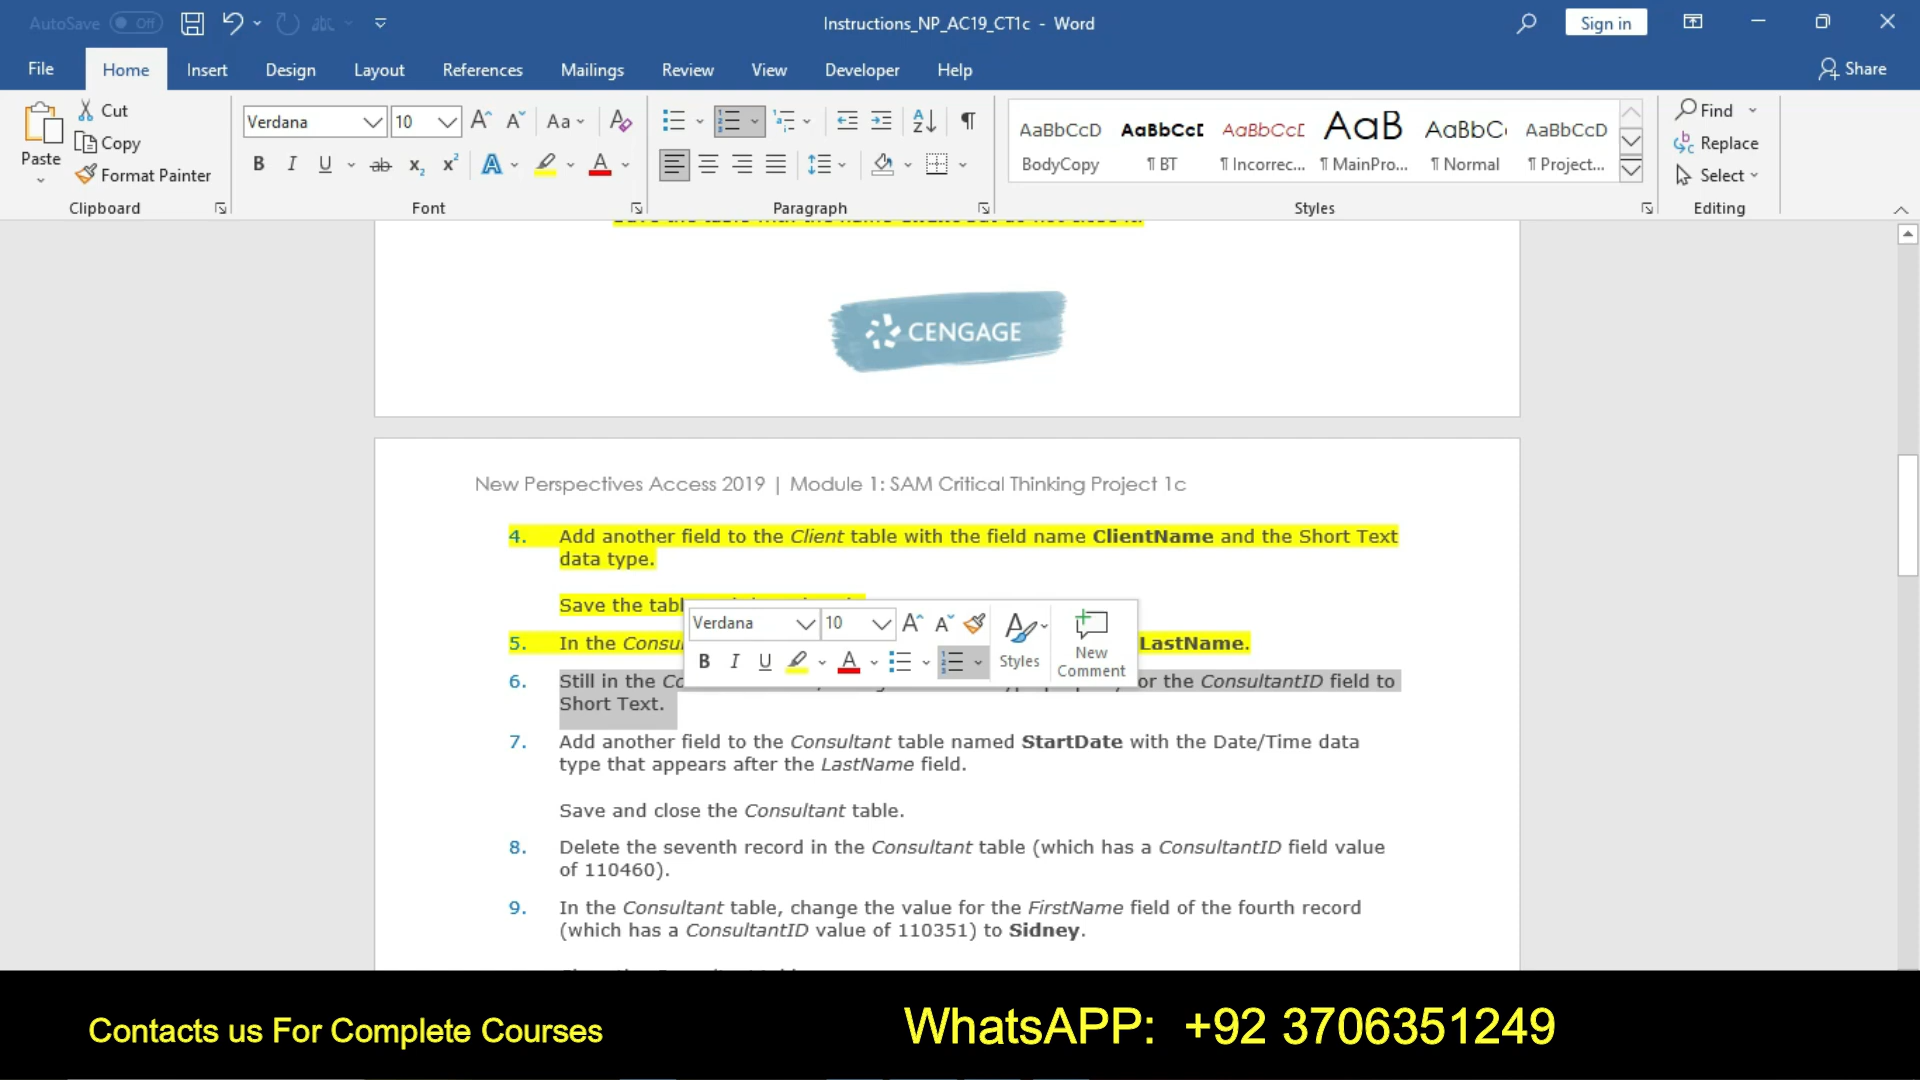 AutoSave Off
Instructions_NP_AC19_CT1c - Word
Sign in
File Home Insert Design Layout References Mailings Review View Developer Help
Share
Paste
Cut
Copy
Format Painter
Clipboard
Verdana 10
Aa
B I U ab x₂ x² A A
Font
Paragraph
AaBbCcD AaBbCcD AaBbCcD AaB AaBbC AaBbCcD
BodyCopy ¶ BT ¶ Incorrec... ¶ MainPro... ¶ Normal ¶ Project...
Styles
Find
Replace
Select
Editing
CENGAGE
New Perspectives Access 2019 | Module 1: SAM Critical Thinking Project 1c
4. Add another field to the Client table with the field name ClientName and the Short Text
data type.
Save the tabl
5. In the Consu LastName.
6. Still in the Co or the ConsultantID field to
Short Text.
Verdana 10
B I U A
Styles
New
Comment
7. Add another field to the Consultant table named StartDate with the Date/Time data
type that appears after the LastName field.
Save and close the Consultant table.
8. Delete the seventh record in the Consultant table (which has a ConsultantID field value
of 110460).
9. In the Consultant table, change the value for the FirstName field of the fourth record
(which has a ConsultantID value of 110351) to Sidney.
Contacts us For Complete Courses
WhatsAPP: +92 3706351249